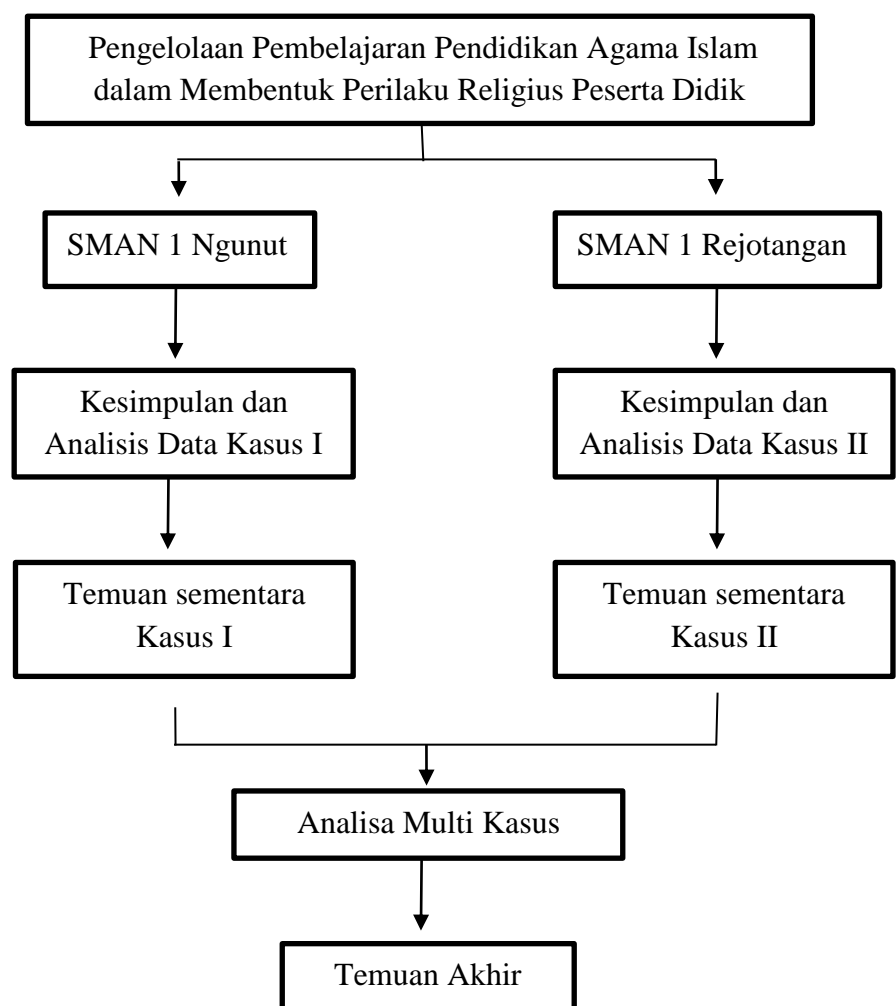 Pengelolaan Pembelajaran Pendidikan Agama Islam
dalam Membentuk Perilaku Religius Peserta Didik
SMAN 1 Ngunut
SMAN 1 Rejotangan
Kesimpulan dan
Analisis Data Kasus I
Kesimpulan dan
Analisis Data Kasus II
Temuan sementara
Kasus I
Temuan sementara
Kasus II
Analisa Multi Kasus
Temuan Akhir